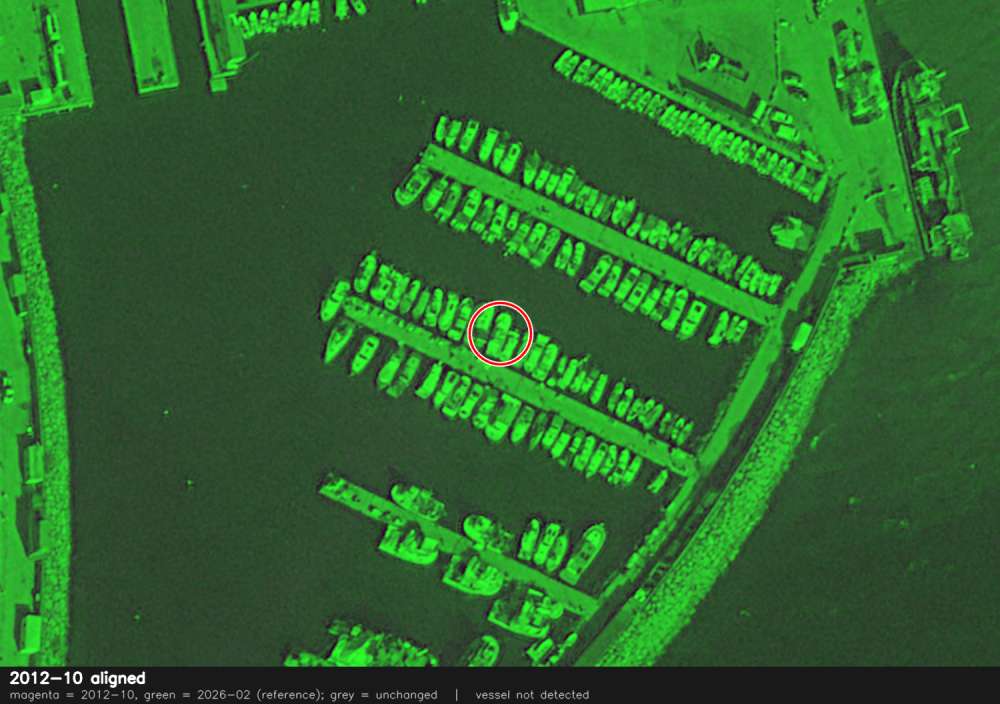 2012-10 aligned
magenta = 2012-10, green = 2026-02 (reference); grey = unchanged | vessel not detected